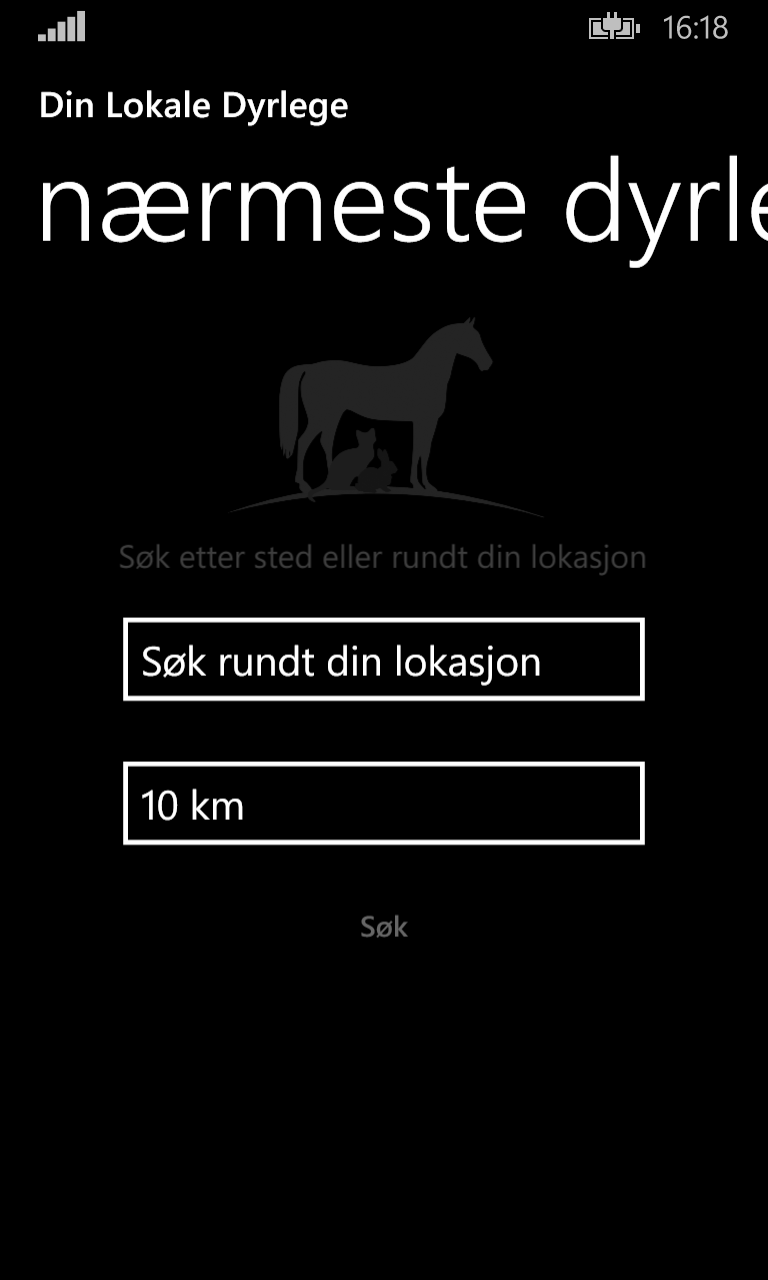 16:18
Din Lokale Dyrlege
nærmeste dyrle
Søk etter sted eller rundt din lokasjon
Søk rundt din lokasjon
10 km
Søk